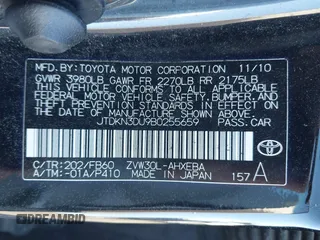 MFD.BY:TOYOTA MOTOR CORPORATION 11/10
GVWR 3980LB GAWR FR 2270LB RR 2175LB
THIS VEHICLE CONFORMS TO ALL APPLICABLE
FEDERAL MOTOR VEHICLE SAFETY, BUMPER, AND
THEFT PREVENTION STANDARDS IN EFFECT ON
THE DATE OF MANUFACTURE SHOWN ABOVE.
JTDKN3DU9B0255659 PASS.CAR
C/TR:202/FB60 ZVW30L-AHXEBA
A/TM:-01A/P410 MADE IN JAPAN 157 A